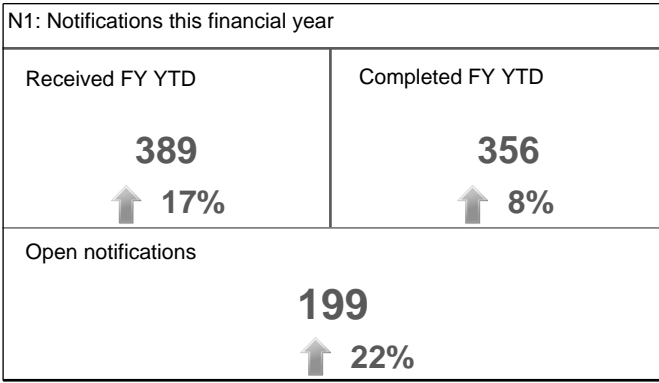 N1: Notifications this financial year
Received FY YTD
389
17%
Completed FY YTD
356
8%
Open notifications
199
22%